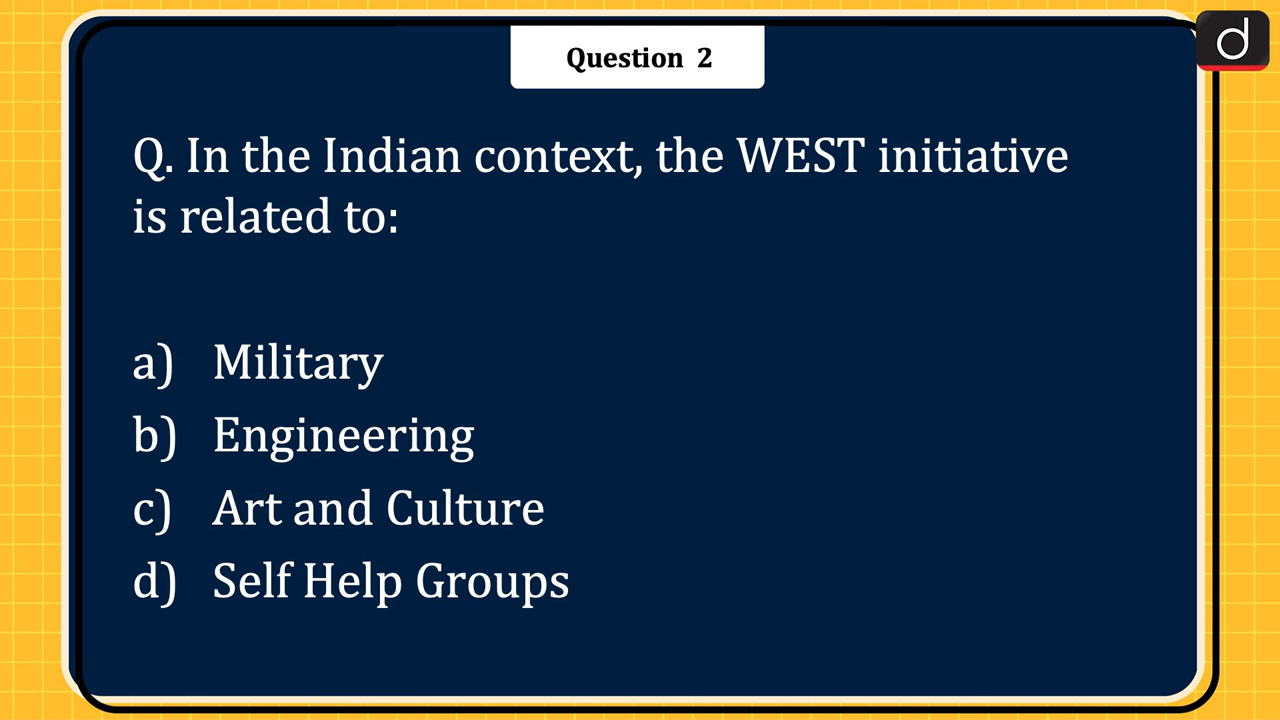 d
Question 2
Q. In the Indian context, the WEST initiative
is related to:
a) Military
b) Engineering
c) Art and Culture
d) Self Help Groups